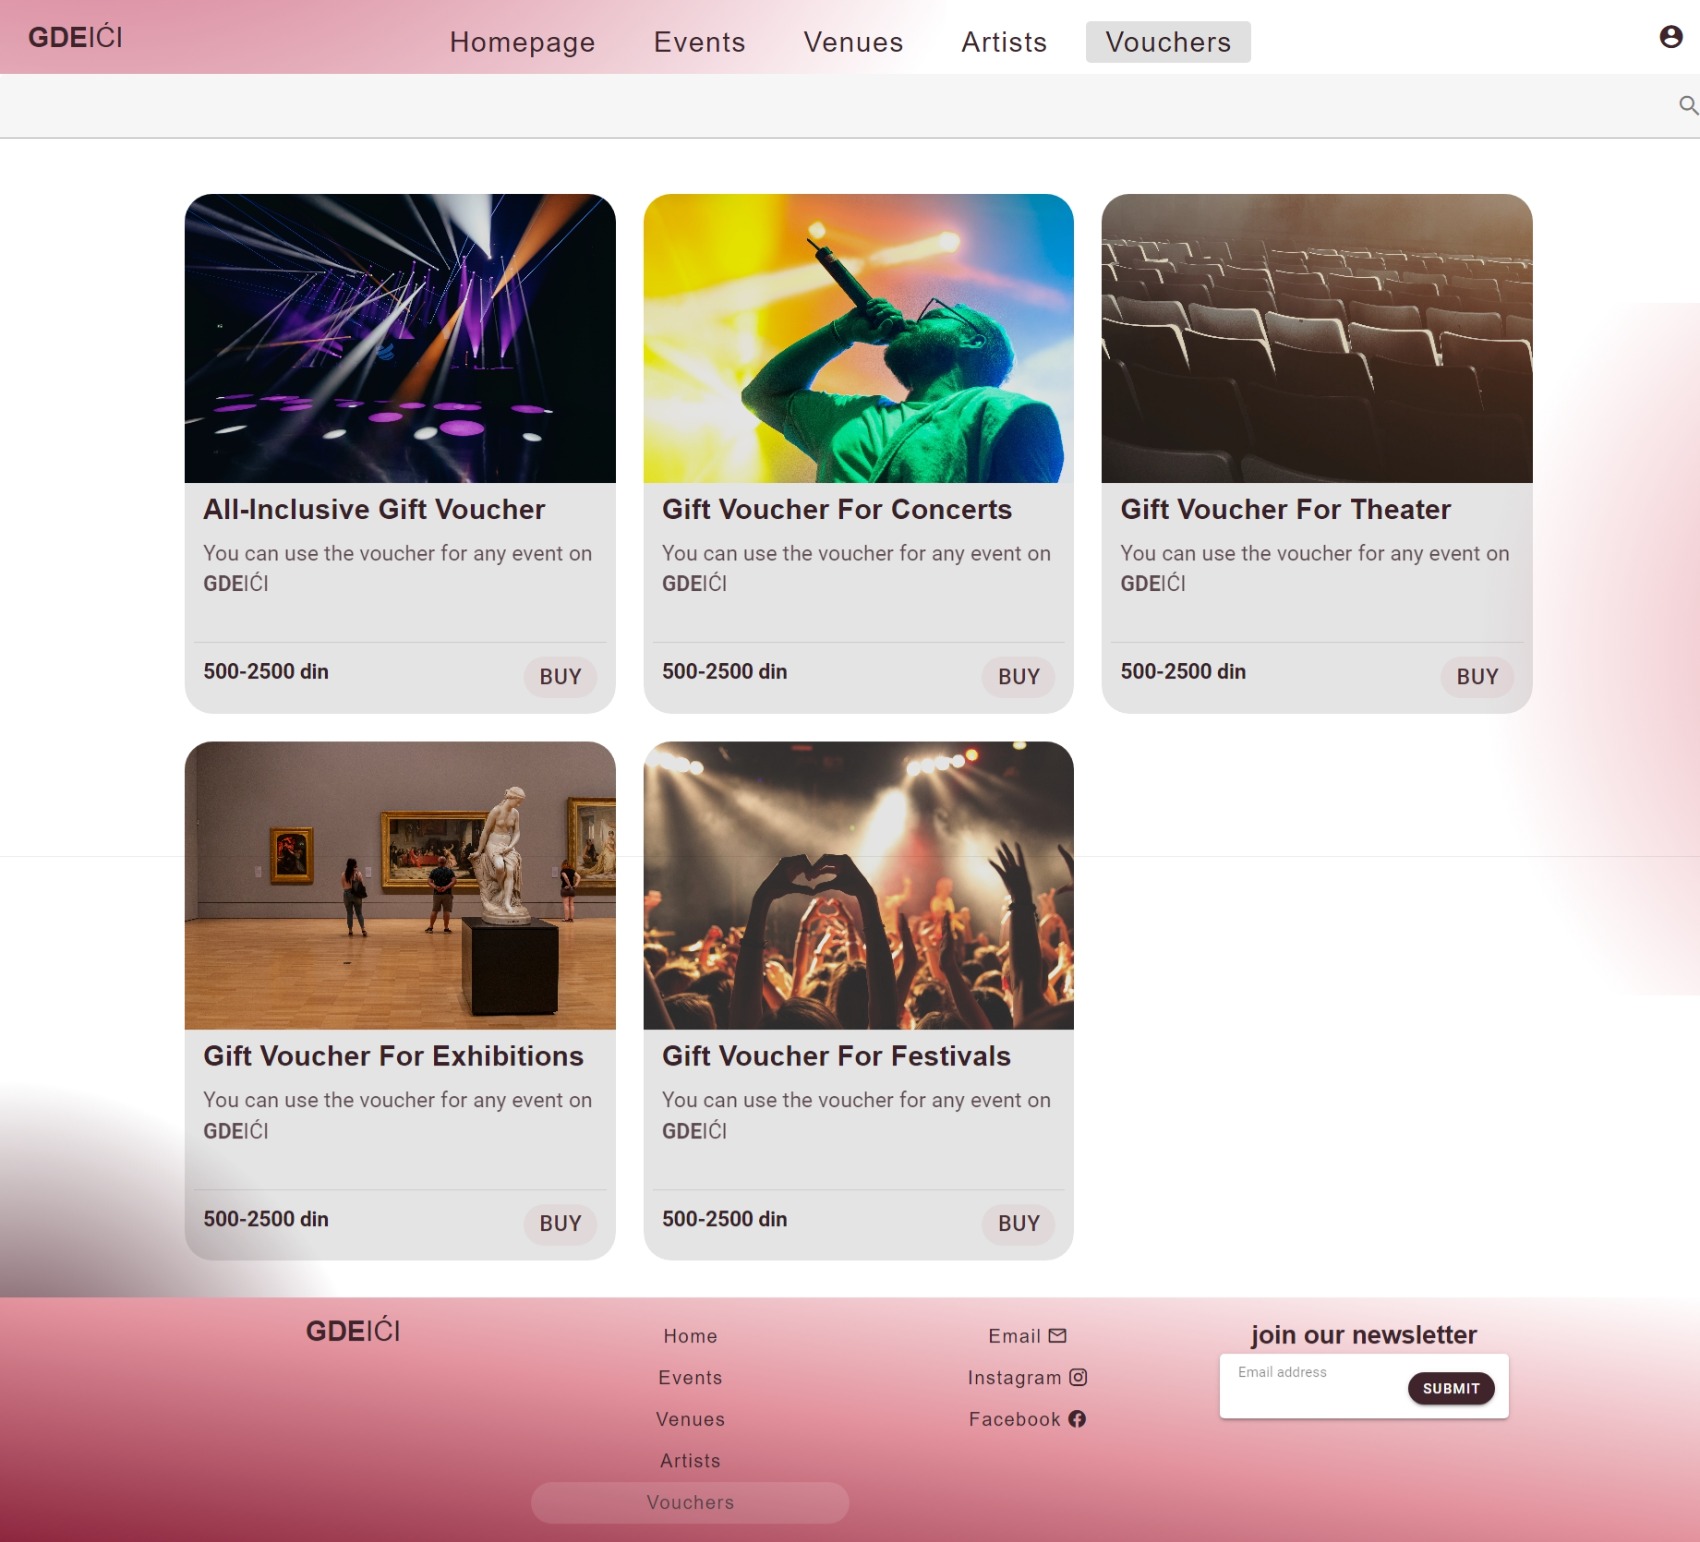 GDEIĆI
Homepage Events Venues Artists Vouchers
All-Inclusive Gift Voucher
You can use the voucher for any event on
GDEIĆI
500-2500 din
BUY
Gift Voucher For Concerts
You can use the voucher for any event on
GDEIĆI
500-2500 din
BUY
Gift Voucher For Theater
You can use the voucher for any event on
GDEIĆI
500-2500 din
BUY
Gift Voucher For Exhibitions
You can use the voucher for any event on
GDEIĆI
500-2500 din
BUY
Gift Voucher For Festivals
You can use the voucher for any event on
GDEIĆI
500-2500 din
BUY
GDEIĆI
Home
Events
Venues
Artists
Vouchers
Email
Instagram
Facebook
join our newsletter
Email address
SUBMIT